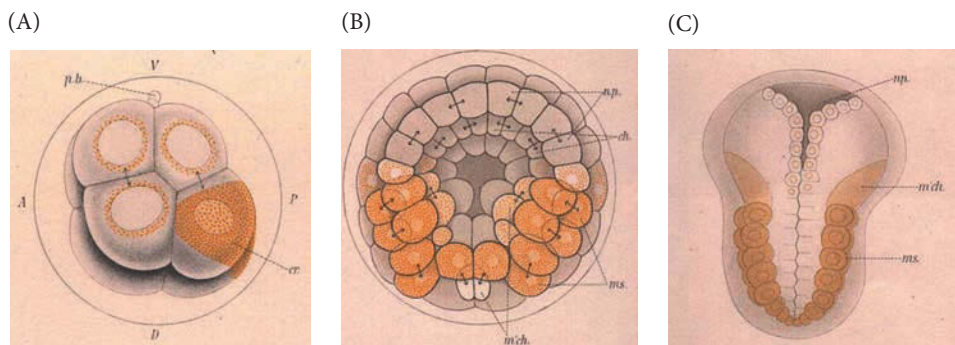 (A)
(B)
(C)
V
p.b.
A
P
cr.
D
n.p.
ch.
ms.
m'ch.
np.
m'ch.
ms.